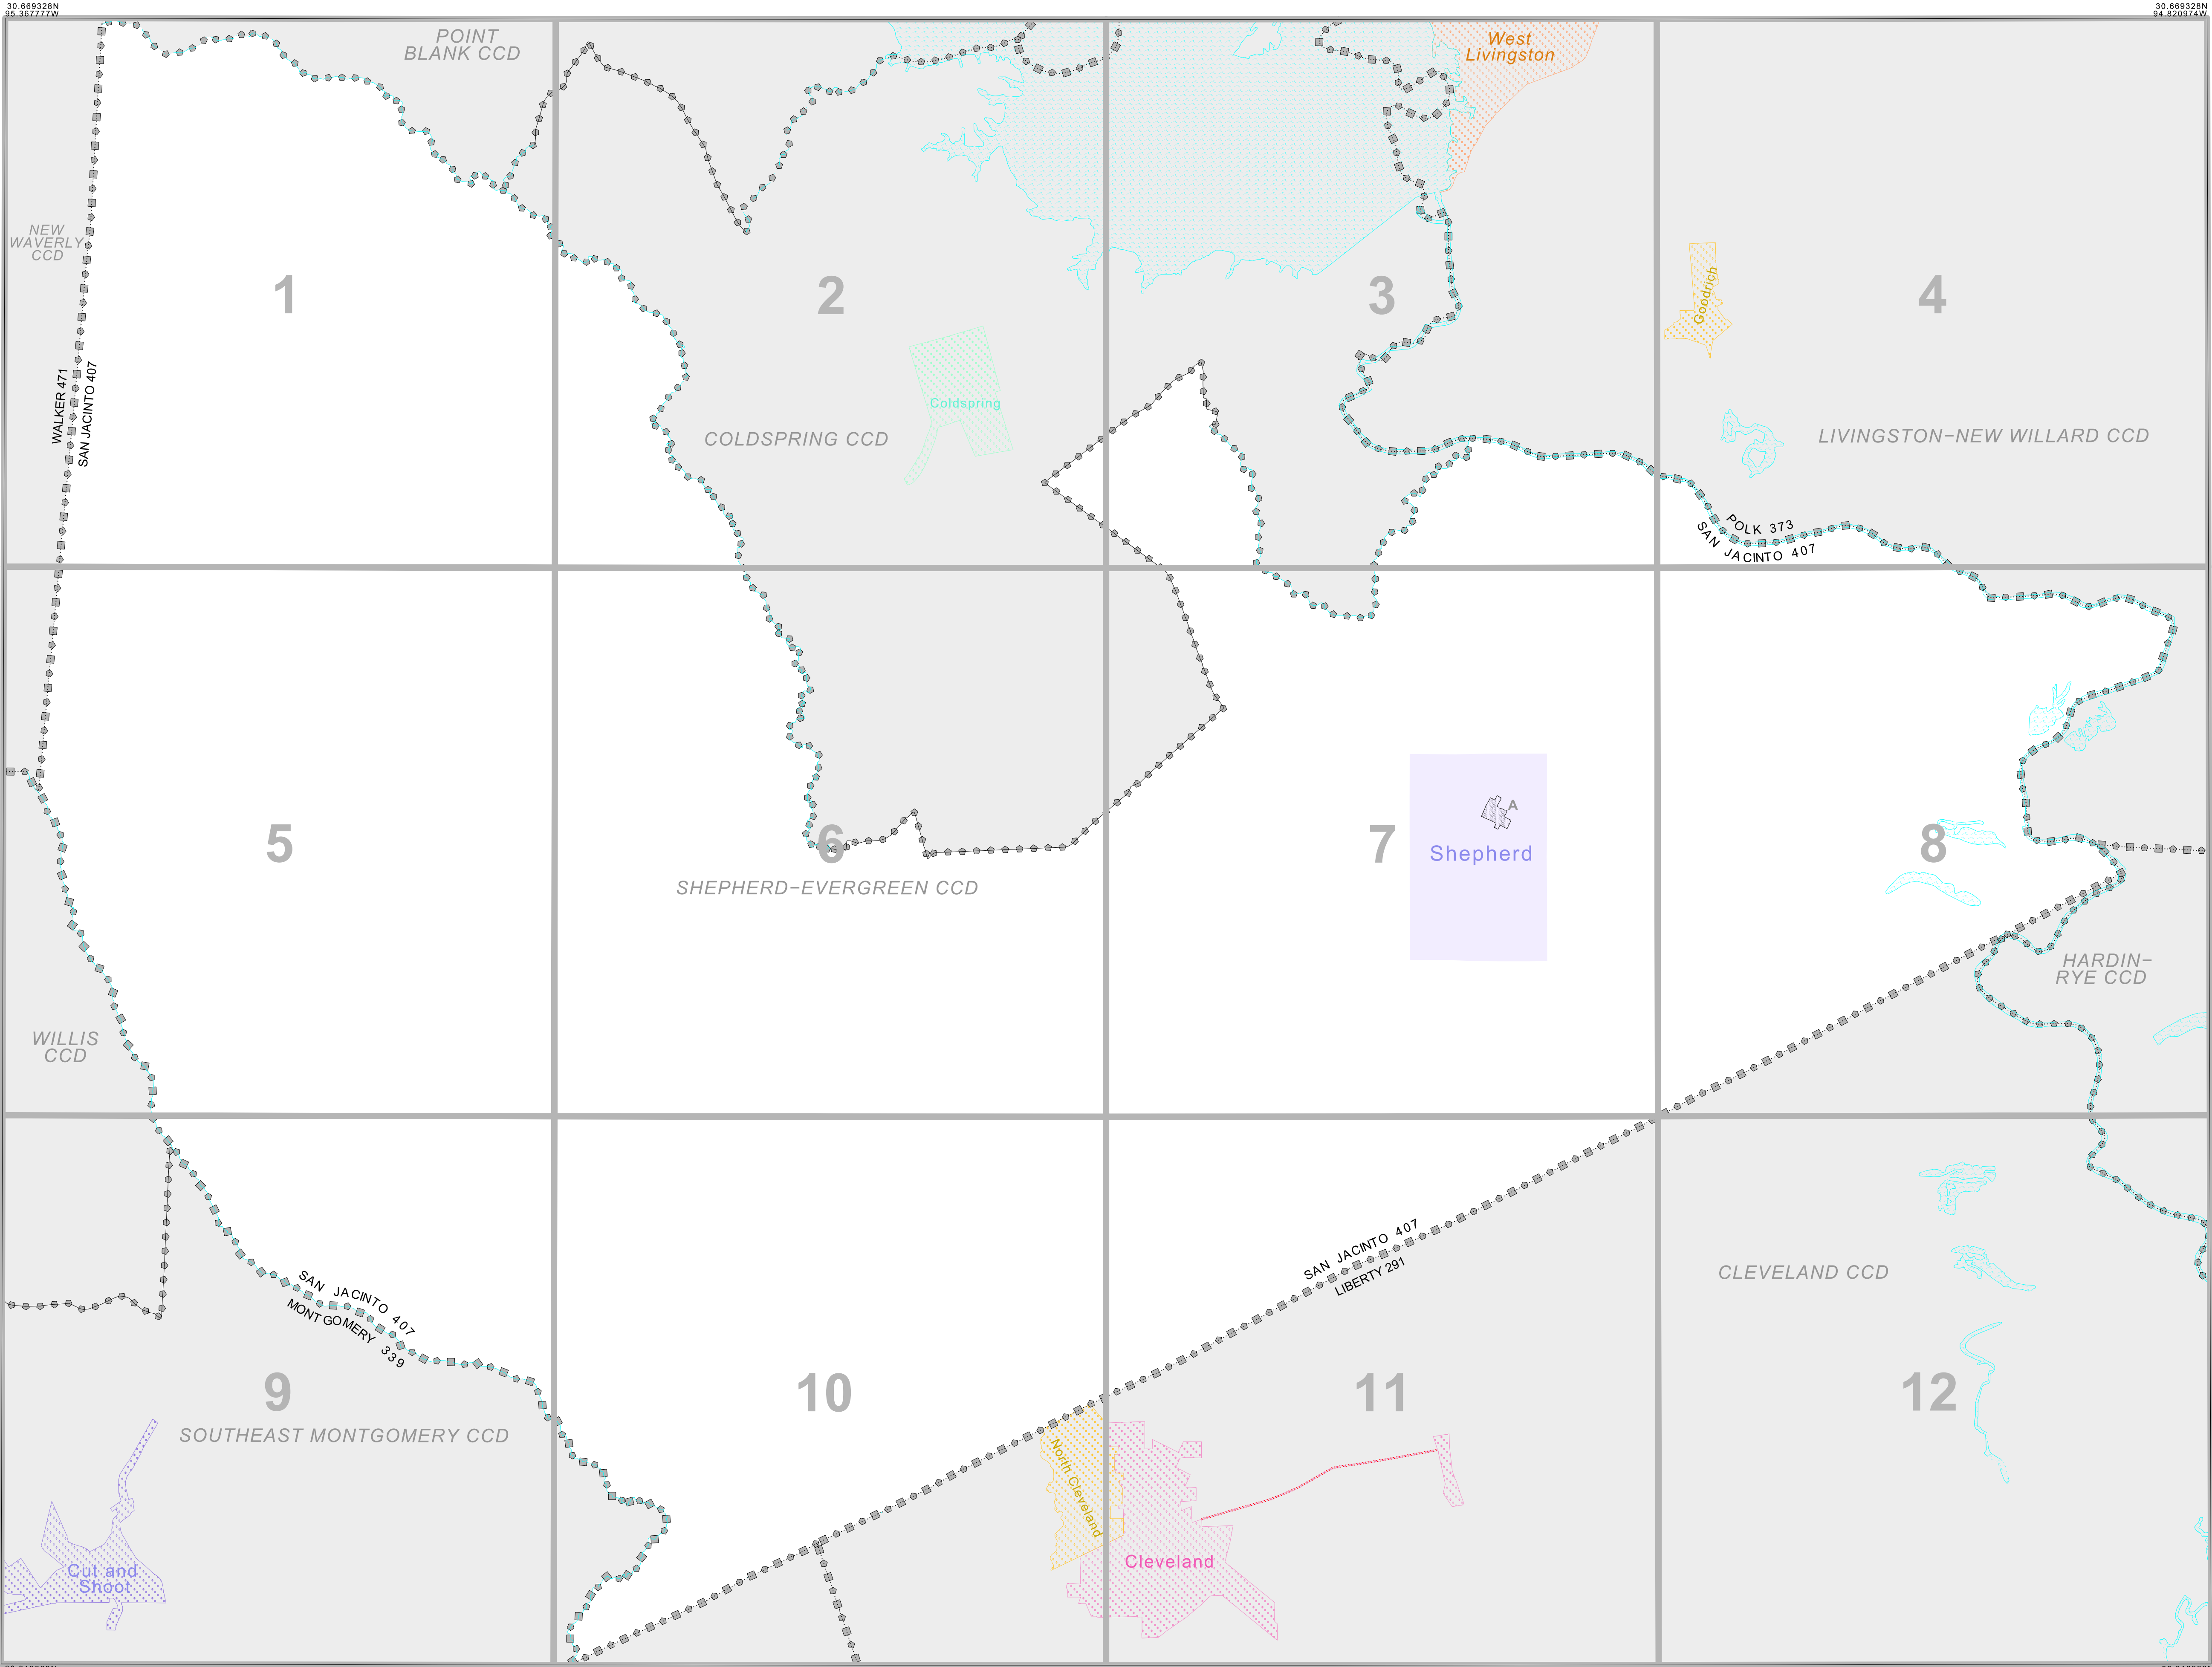 30.669328N
95.367777W
30.669328N
94.820974W
POINT
BLANK CCD
West
Livingston
NEW
WAVERLY
CCD
1
2
3
4
Goodrich
WALKER 471
SAN JACINTO 407
Coldspring
COLDSPRING CCD
LIVINGSTON-NEW WILLARD CCD
POLK 373
SAN JACINTO 407
A
5
6
7
8
Shepherd
SHEPHERD-EVERGREEN CCD
HARDIN-
RYE CCD
WILLIS
CCD
SAN JACINTO 407
LIBERTY 291
CLEVELAND CCD
SAN JACINTO 407
MONTGOMERY 339
9
10
11
12
SOUTHEAST MONTGOMERY CCD
North Cleveland
Cleveland
Cut and
Shoot